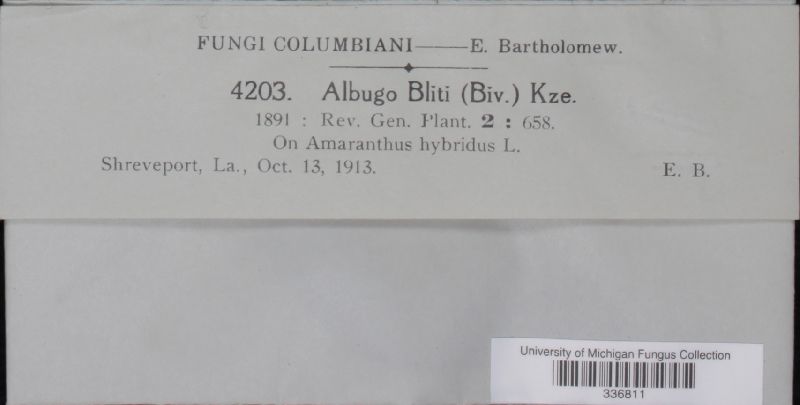 FUNGI COLUMBIANI——E. Bartholomew.
4203. Albugo Bliti (Biv.) Kze.
1891 : Rev. Gen. Plant. 2 : 658.
On Amaranthus hybridus L.
Shreveport, La., Oct. 13, 1913. E. B.
University of Michigan Fungus Collection
336811